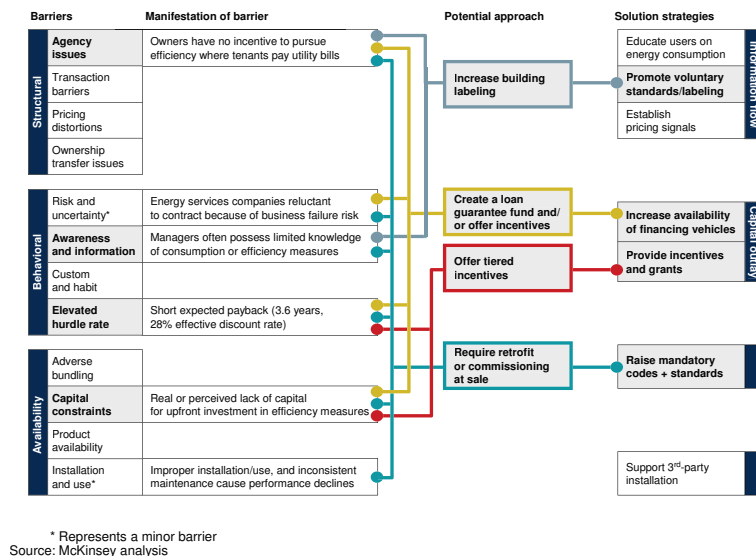 Barriers
Manifestation of barrier
Potential approach
Solution strategies
Structural
Agency
issues
Owners have no incentive to pursue
efficiency where tenants pay utility bills
Transaction
barriers
Pricing
distortions
Ownership
transfer issues
Behavioral
Risk and
uncertainty*
Energy services companies reluctant
to contract because of business failure risk
Awareness
and information
Managers often possess limited knowledge
of consumption or efficiency measures
Custom
and habit
Elevated
hurdle rate
Short expected payback (3.6 years,
28% effective discount rate)
Availability
Adverse
bundling
Capital
constraints
Real or perceived lack of capital
for upfront investment in efficiency measures
Product
availability
Installation
and use*
Improper installation/use, and inconsistent
maintenance cause performance declines
Increase building
labeling
Create a loan
guarantee fund and/
or offer incentives
Offer tiered
incentives
Require retrofit
or commissioning
at sale
Educate users on
energy consumption
Promote voluntary
standards/labeling
Establish
pricing signals
Information flow
Increase availability
of financing vehicles
Provide incentives
and grants
Capital outlay
Raise mandatory
codes + standards
Support 3rd-party
installation
* Represents a minor barrier
Source: McKinsey analysis